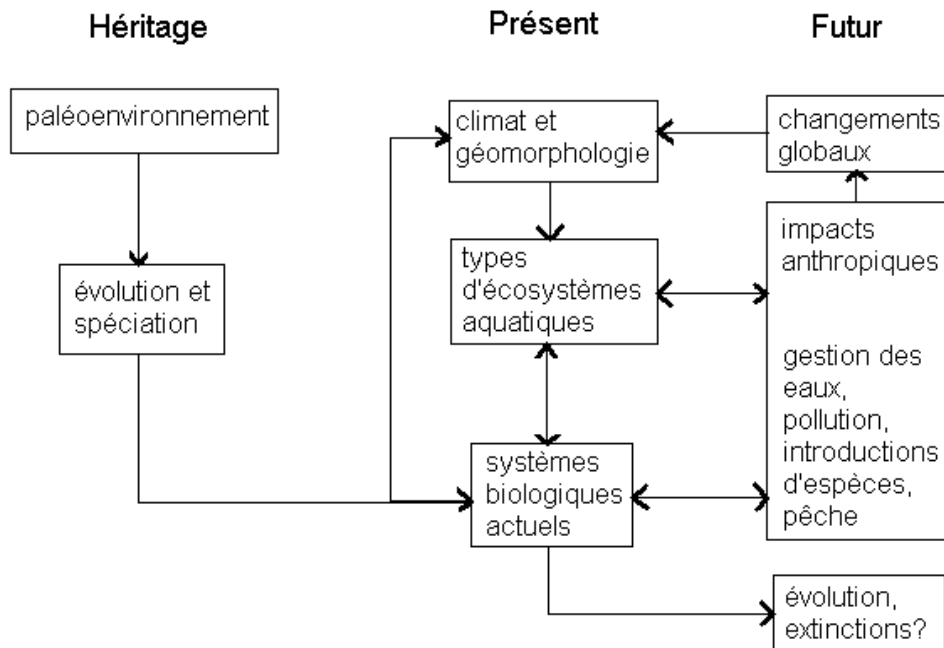 Héritage
Présent
Futur
paléoenvironnement
climat et
géomorphologie
changements
globaux
évolution et
spéciation
types
d'écosystèmes
aquatiques
impacts
anthropiques
gestion des
eaux,
pollution,
introductions
d'espèces,
pêche
systèmes
biologiques
actuels
évolution,
extinctions?